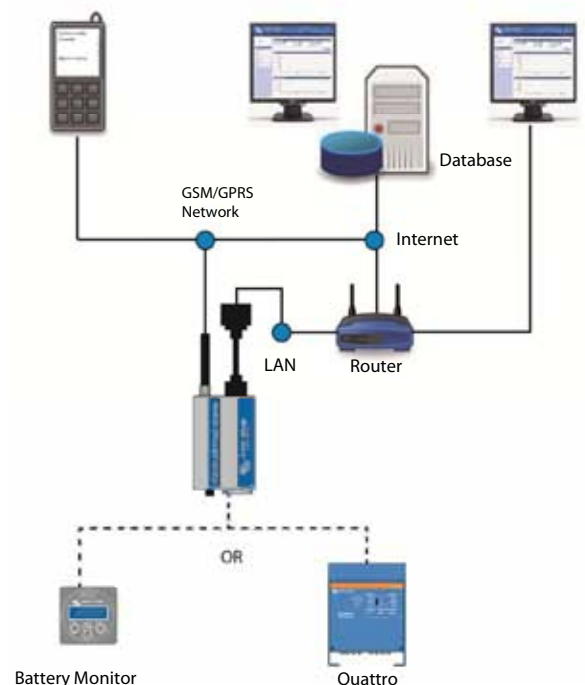 Database
GSM/GPRS
Network
Internet
LAN
Router
OR
Battery Monitor
Quattro